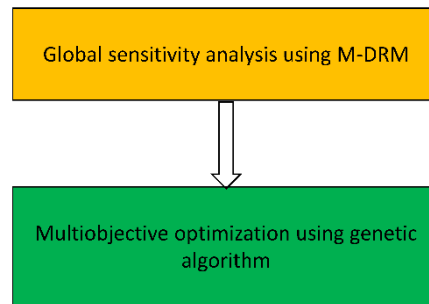 Global sensitivity analysis using M-DRM
Multiobjective optimization using genetic
algorithm